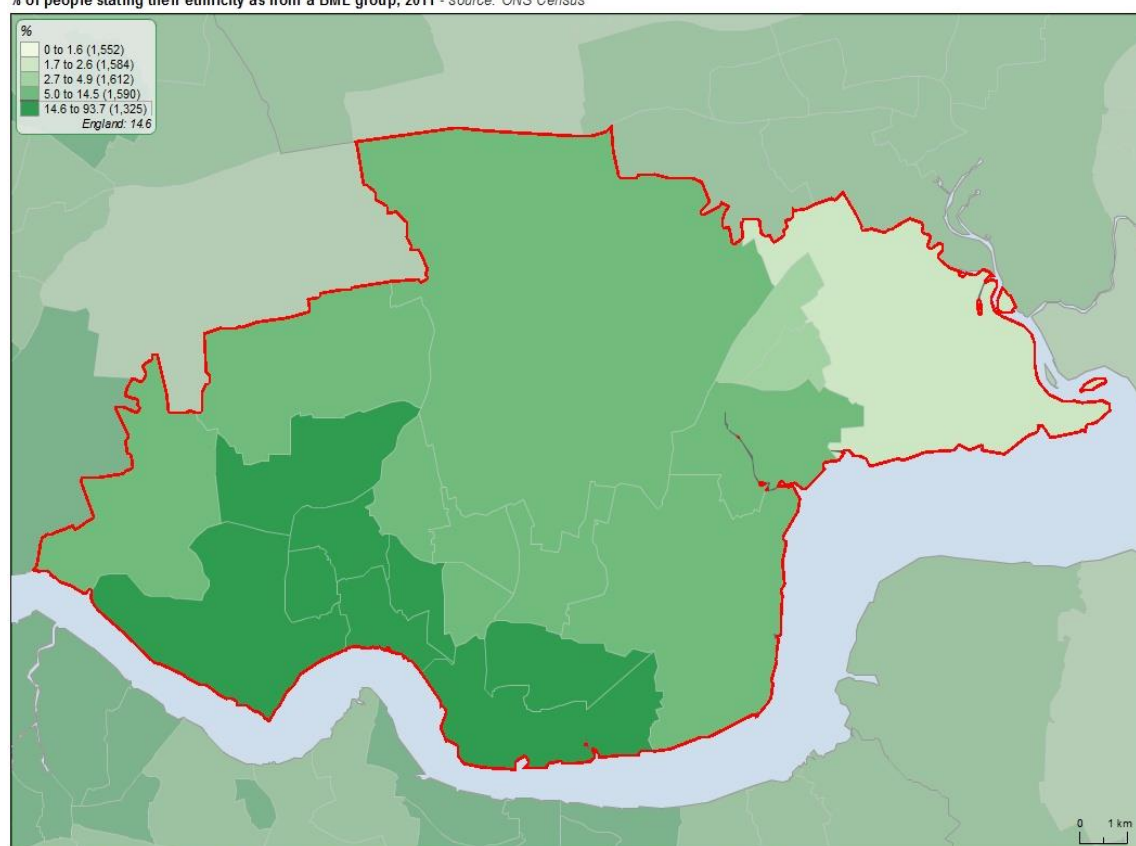 % of people stating their ethnicity as from a BME group, 2011 - source: ONS Census
%
0 to 1.6 (1,552)
1.7 to 2.6 (1,584)
2.7 to 4.9 (1,612)
5.0 to 14.5 (1,590)
14.6 to 93.7 (1,325)
England: 14.6
0 1 km